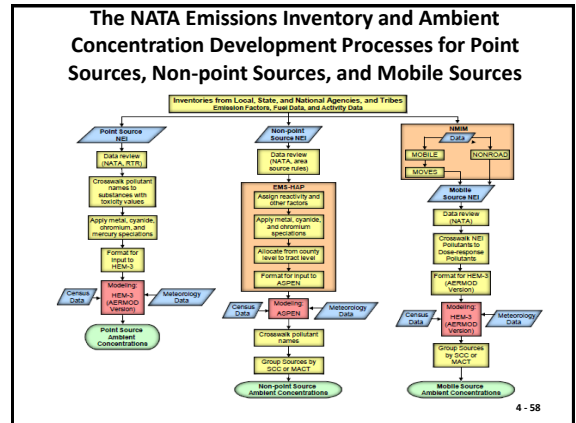 The NATA Emissions Inventory and Ambient
Concentration Development Processes for Point
Sources, Non-point Sources, and Mobile Sources
Inventories from Local, State, and National Agencies, and Tribes
Emission Factors, Fuel Data, and Activity Data
Point Source
NEI
Data review
(NATA, RTR)
Crosswalk pollutant
names to
substances with
toxicity values
Apply metal, cyanide,
chromium, and
mercury speciations
Format for
input to
HEM-3
Census
Data
Modeling:
HEM-3
(AERMOD
Version)
Meteorology
Data
Point Source
Ambient
Concentrations
Non-point
Source NEI
Data review
(NATA, area
source rules)
EMS-HAP
Assign reactivity and
other factors
Apply metal, cyanide,
and chromium
speciations
Allocate from county
level to tract level
Format for input to
ASPEN
Census
Data
Modeling:
ASPEN
Meteorology
Data
Crosswalk pollutant
names
Group Sources by
SCC or MACT
Non-point Source
Ambient Concentrations
NMIM
Data
MOBILE
NONROAD
MOVES
Mobile
Source NEI
Data review
(NATA)
Crosswalk NEI
Pollutants to
Dose-response
Pollutants
Format for HEM-3
(AERMOD
Version)
Census
Data
Modeling:
HEM-3
(AERMOD
Version)
Meteorology
Data
Group Sources
by SCC or
MACT
Mobile Source
Ambient Concentrations
4 - 58